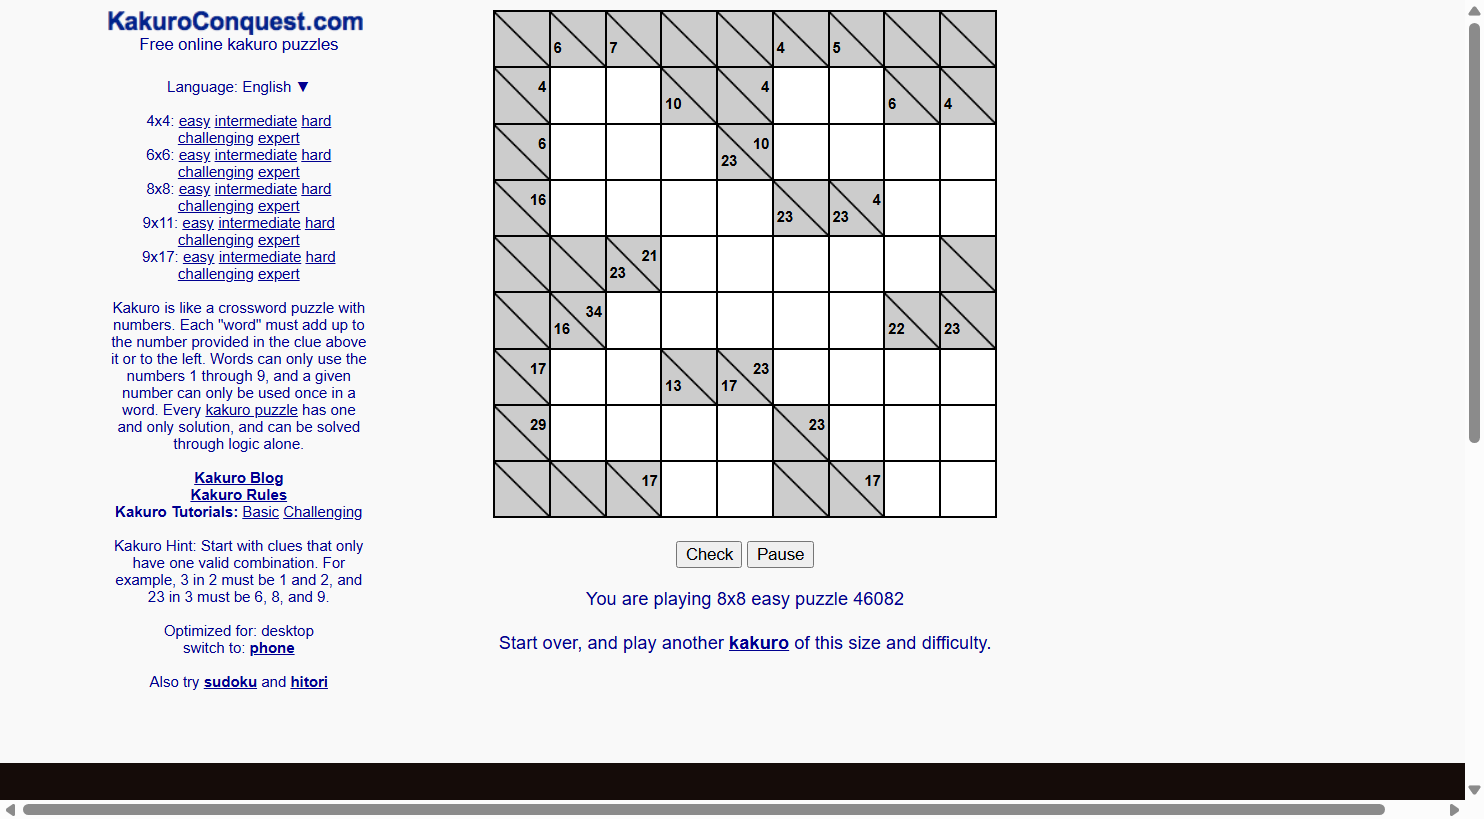 KakuroConquest.com
Free online kakuro puzzles
Language: English ▼
4x4: easy intermediate hard
challenging expert
6x6: easy intermediate hard
challenging expert
8x8: easy intermediate hard
challenging expert
9x11: easy intermediate hard
challenging expert
9x17: easy intermediate hard
challenging expert
Kakuro is like a crossword puzzle with
numbers. Each "word" must add up to
the number provided in the clue above
it or to the left. Words can only use the
numbers 1 through 9, and a given
number can only be used once in a
word. Every kakuro puzzle has one
and only solution, and can be solved
through logic alone.
Kakuro Blog
Kakuro Rules
Kakuro Tutorials: Basic Challenging
Kakuro Hint: Start with clues that only
have one valid combination. For
example, 3 in 2 must be 1 and 2, and
23 in 3 must be 6, 8, and 9.
Optimized for: desktop
switch to: phone
Also try sudoku and hitori
6 7 4 5
4 10 4 6 4
6 23 10
16 23 23 4
23 21
16 34 22 23
17 13 17 23
29 23
17 17
Check Pause
You are playing 8x8 easy puzzle 46082
Start over, and play another kakuro of this size and difficulty.